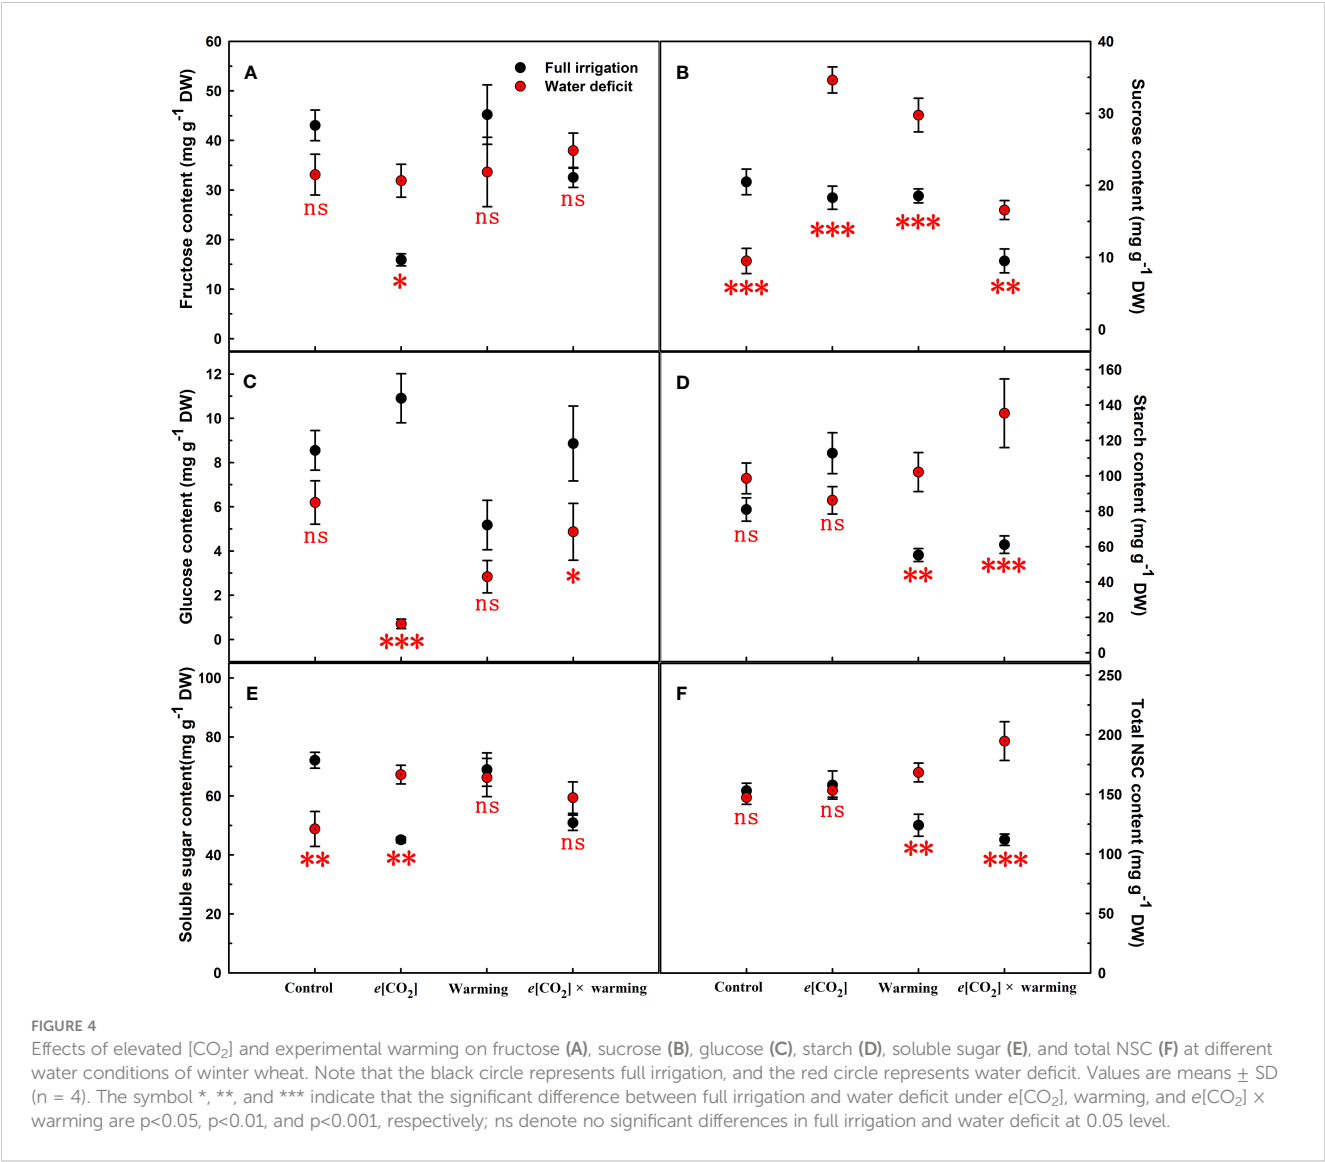 A
Full irrigation
Water deficit
Fructose content (mg g-1 DW)
60
50
40
30
20
10
0
ns
*
ns
ns
B
Sucrose content (mg g-1 DW)
40
30
20
10
0
***
***
***
**
C
Glucose content (mg g-1 DW)
12
10
8
6
4
2
0
ns
***
ns
*
D
Starch content (mg g-1 DW)
160
140
120
100
80
60
40
20
0
ns
ns
**
***
E
Soluble sugar content(mg g-1 DW)
100
80
60
40
20
0
**
**
ns
ns
Control
e[CO2]
Warming
e[CO2] × warming
F
Total NSC content (mg g-1 DW)
250
200
150
100
50
0
ns
ns
**
***
Control
e[CO2]
Warming
e[CO2] × warming
FIGURE 4
Effects of elevated [CO2] and experimental warming on fructose (A), sucrose (B), glucose (C), starch (D), soluble sugar (E), and total NSC (F) at different
water conditions of winter wheat. Note that the black circle represents full irrigation, and the red circle represents water deficit. Values are means ± SD
(n = 4). The symbol *, **, and *** indicate that the significant difference between full irrigation and water deficit under e[CO2], warming, and e[CO2] ×
warming are p<0.05, p<0.01, and p<0.001, respectively; ns denote no significant differences in full irrigation and water deficit at 0.05 level.